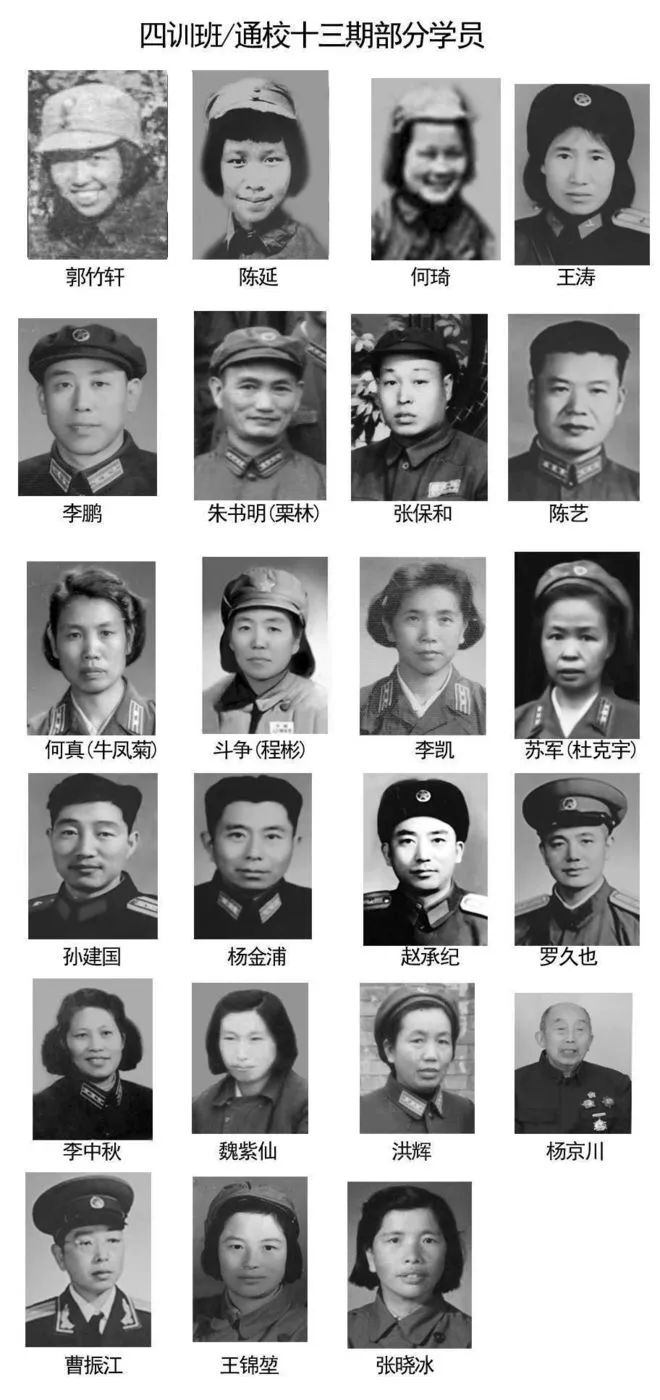 四训班/通校十三期部分学员
郭竹轩 陈延 何琦 王涛
李鹏 朱书明(栗林) 张保和 陈艺
何真(牛凤菊) 斗争(程彬) 李凯 苏军(杜克宇)
孙建国 杨金浦 赵承纪 罗久也
李中秋 魏紫仙 洪辉 杨京川
曹振江 王锦堃 张晓冰